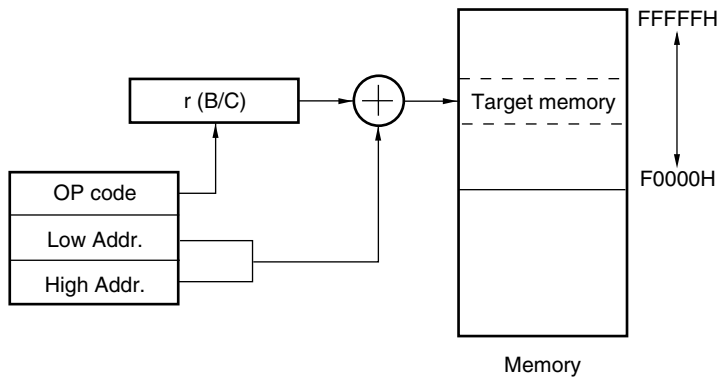 FFFFFH
r (B/C)
Target memory
OP code
F0000H
Low Addr.
High Addr.
Memory